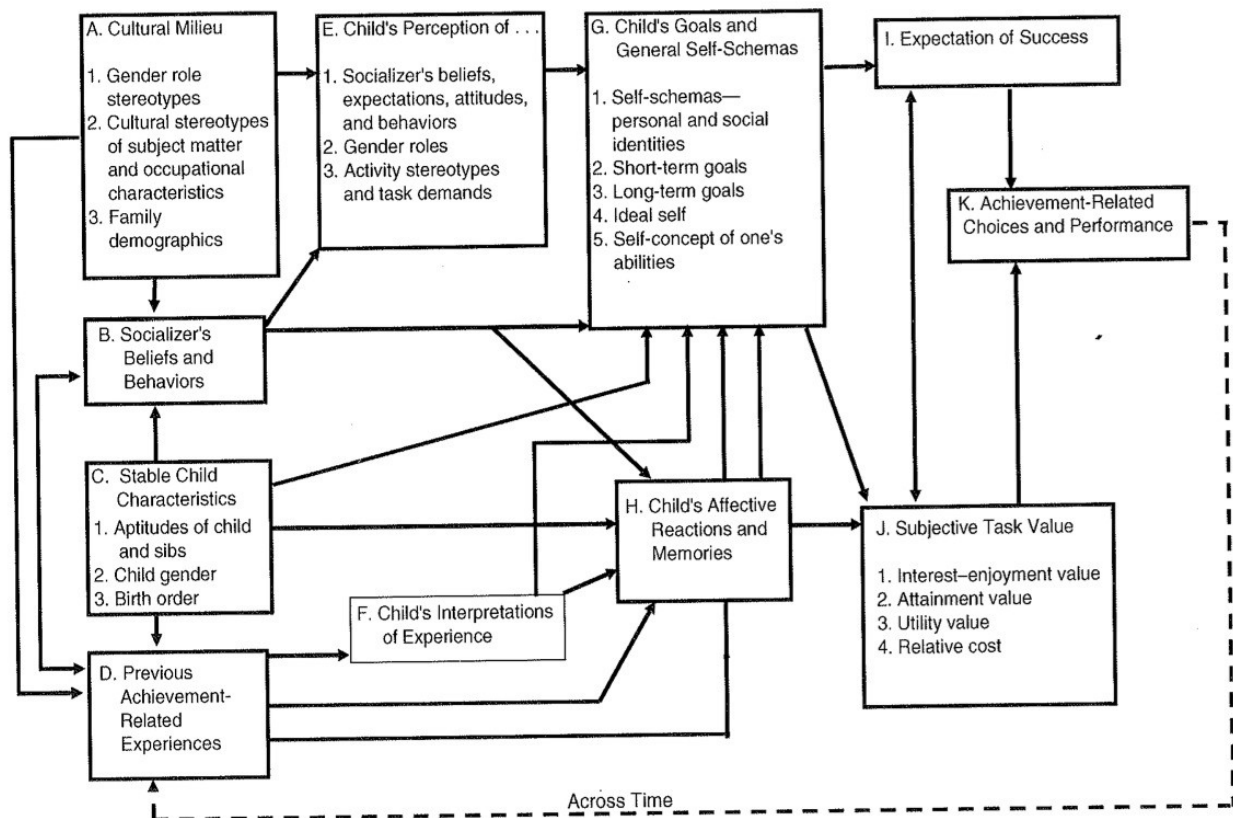 A. Cultural Milieu
1. Gender role
stereotypes
2. Cultural stereotypes
of subject matter
and occupational
characteristics
3. Family
demographics
E. Child's Perception of . . .
1. Socializer's beliefs,
expectations, attitudes,
and behaviors
2. Gender roles
3. Activity stereotypes
and task demands
G. Child's Goals and
General Self-Schemas
1. Self-schemas—
personal and social
identities
2. Short-term goals
3. Long-term goals
4. Ideal self
5. Self-concept of one's
abilities
I. Expectation of Success
K. Achievement-Related
Choices and Performance
B. Socializer's
Beliefs and
Behaviors
C. Stable Child
Characteristics
1. Aptitudes of child
and sibs
2. Child gender
3. Birth order
H. Child's Affective
Reactions and
Memories
J. Subjective Task Value
1. Interest–enjoyment value
2. Attainment value
3. Utility value
4. Relative cost
F. Child's Interpretations
of Experience
D. Previous
Achievement-
Related
Experiences
Across Time